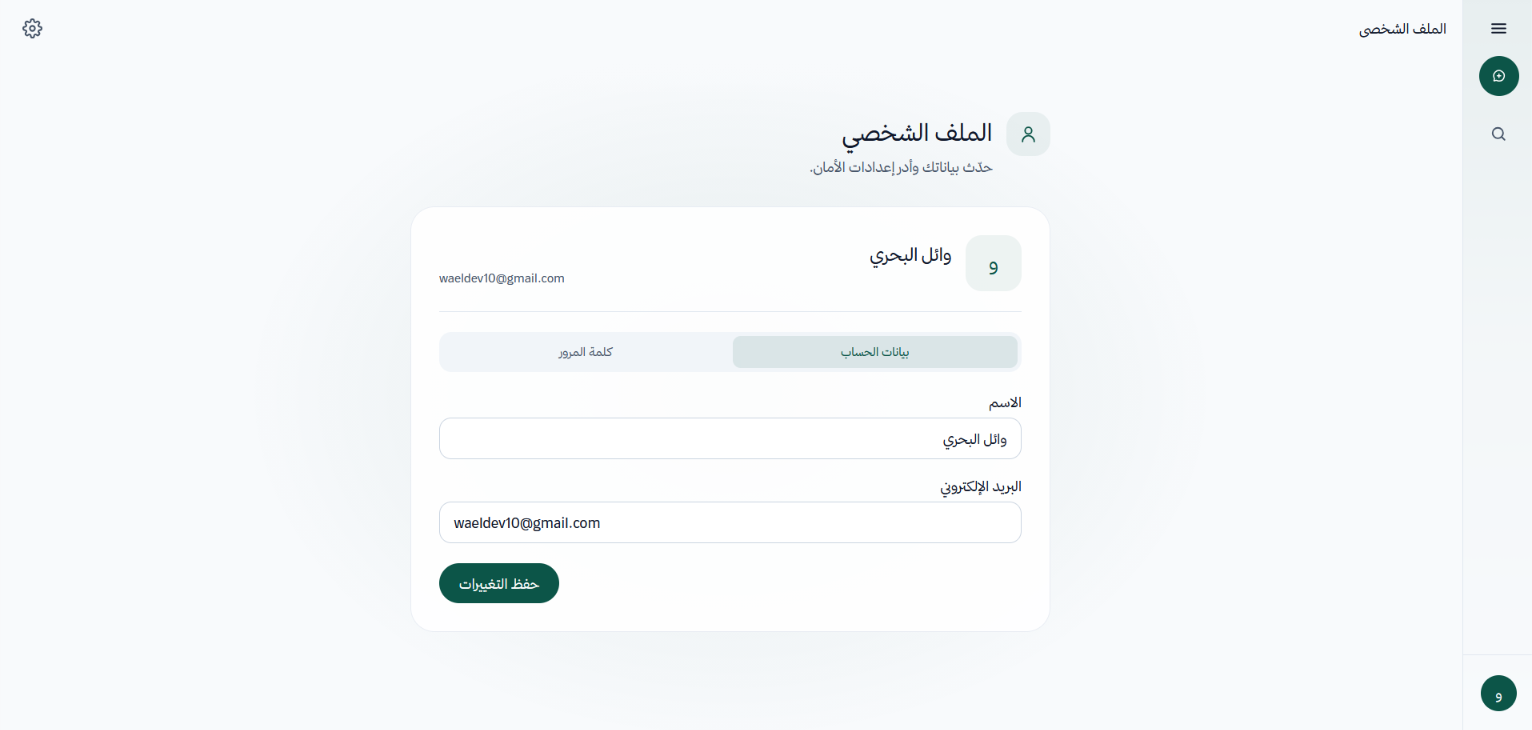 الملف الشخصي
الملف الشخصي
حدّث بياناتك وأدر إعدادات الأمان.
و
وائل البحري
waeldev10@gmail.com
بيانات الحساب
كلمة المرور
الاسم
وائل البحري
البريد الإلكتروني
waeldev10@gmail.com
حفظ التغييرات
و